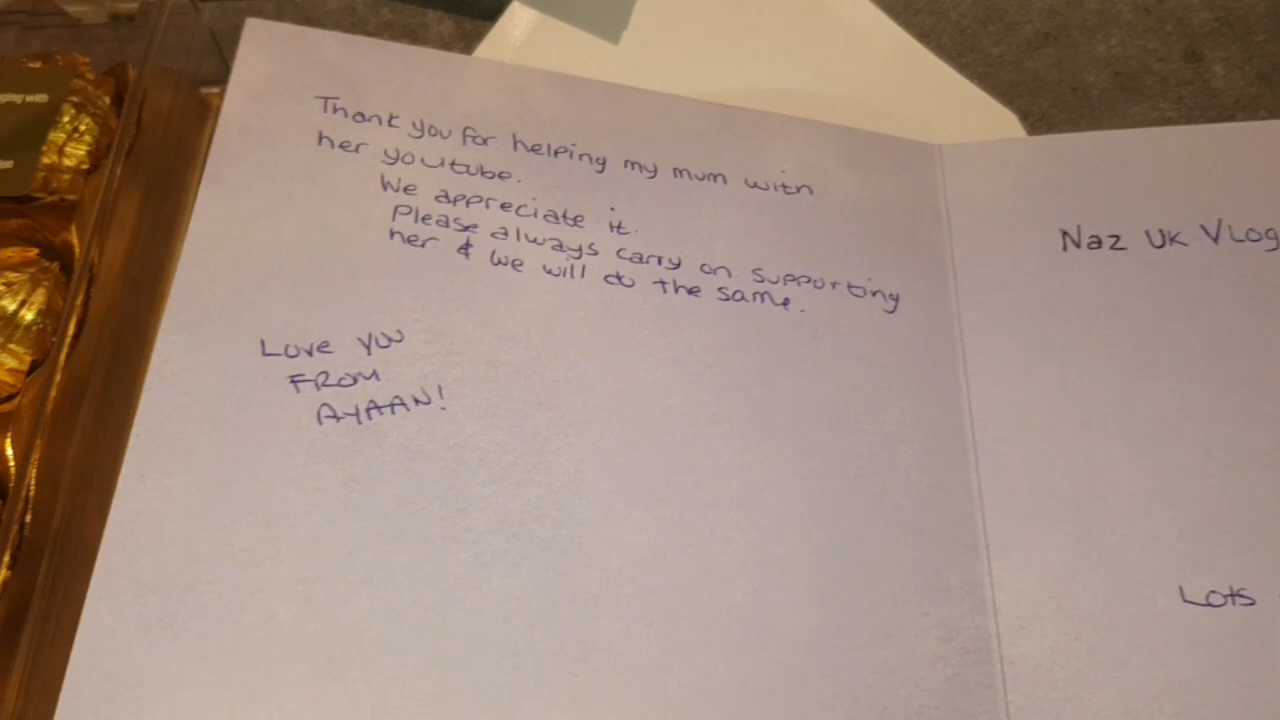 Thank you for helping my mum with
her youtube.
We appreciate it.
Please always carry on supporting
her & we will do the same.
Love you
FROM
AYAAN!
Naz UK Vlog
Lots
with